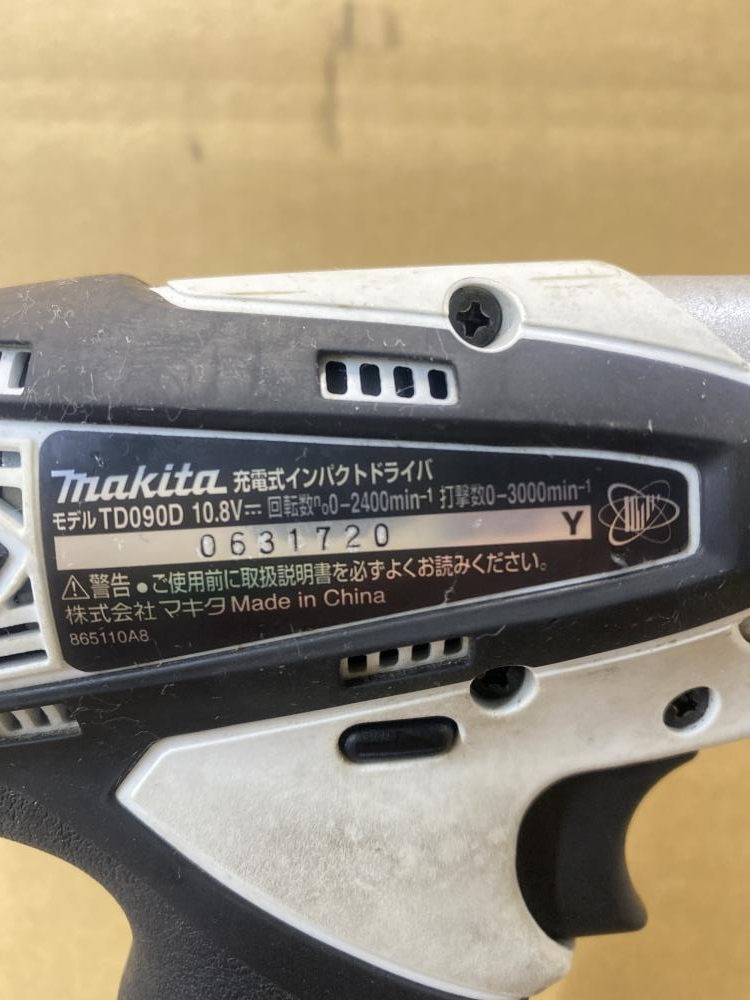 makita 充電式インパクトドライバ
モデル TD090D 10.8V⎓ 回転数n₀0-2400min⁻¹ 打撃数0-3000min⁻¹
0631720 Y
⚠警告 ●ご使用前に取扱説明書を必ずよくお読みください。
株式会社 マキタ Made in China
865110A8